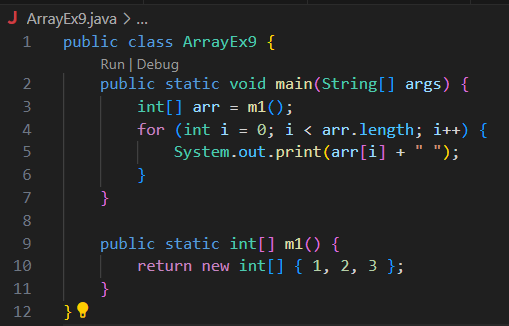 J ArrayEx9.java > ...
1 public class ArrayEx9 {
Run | Debug
2     public static void main(String[] args) {
3         int[] arr = m1();
4         for (int i = 0; i < arr.length; i++) {
5             System.out.print(arr[i] + " ");
6         }
7     }
8
9     public static int[] m1() {
10         return new int[] { 1, 2, 3 };
11     }
12 }